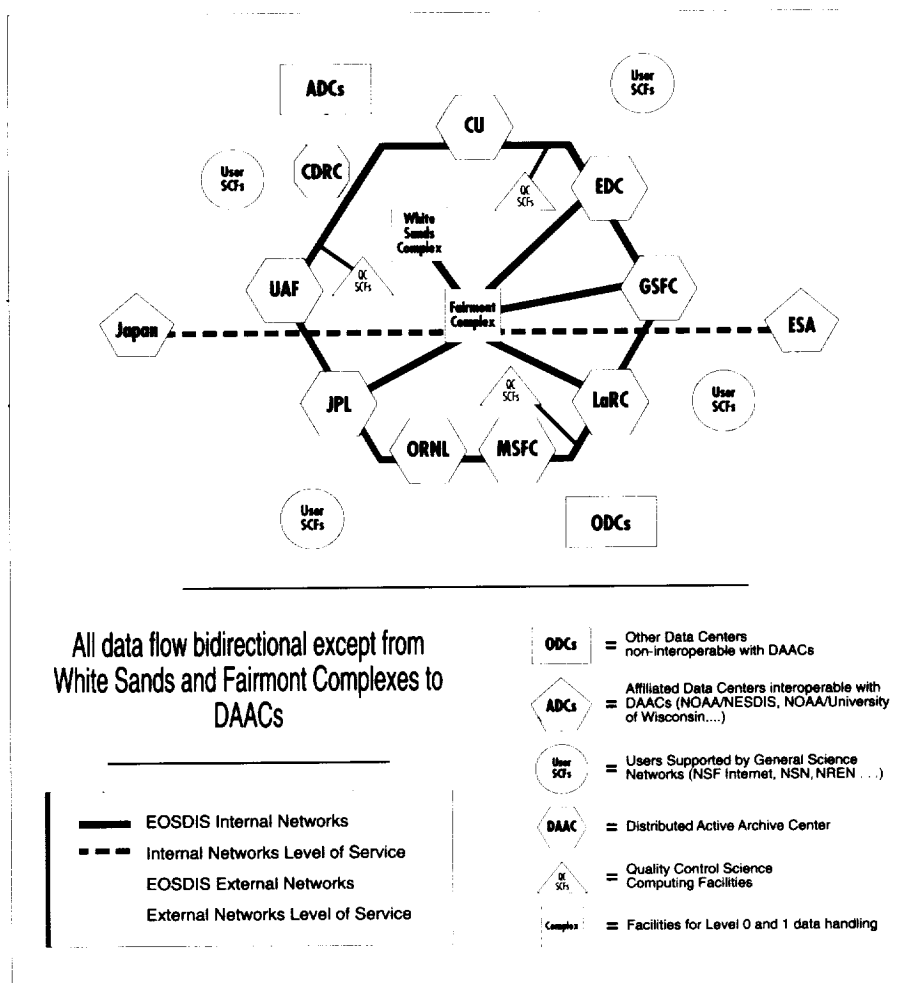 ADCs
User
SCFs
CU
User
SCFs
CDRC
EDC
QC
SCFs
White
Sands
Complex
UAF
QC
SCFs
GSFC
Fairmont
Complex
Japan
ESA
QC
SCFs
JPL
LaRC
User
SCFs
ORNL
MSFC
User
SCFs
ODCs
All data flow bidirectional except from
White Sands and Fairmont Complexes to
DAACs
EOSDIS Internal Networks
Internal Networks Level of Service
EOSDIS External Networks
External Networks Level of Service
ODCs = Other Data Centers
non-interoperable with DAACs
ADCs = Affiliated Data Centers interoperable with
DAACs (NOAA/NESDIS, NOAA/University
of Wisconsin....)
User
SCFs = Users Supported by General Science
Networks (NSF Internet, NSN, NREN . . .)
DAAC = Distributed Active Archive Center
QC
SCFs = Quality Control Science
Computing Facilities
Complex = Facilities for Level 0 and 1 data handling